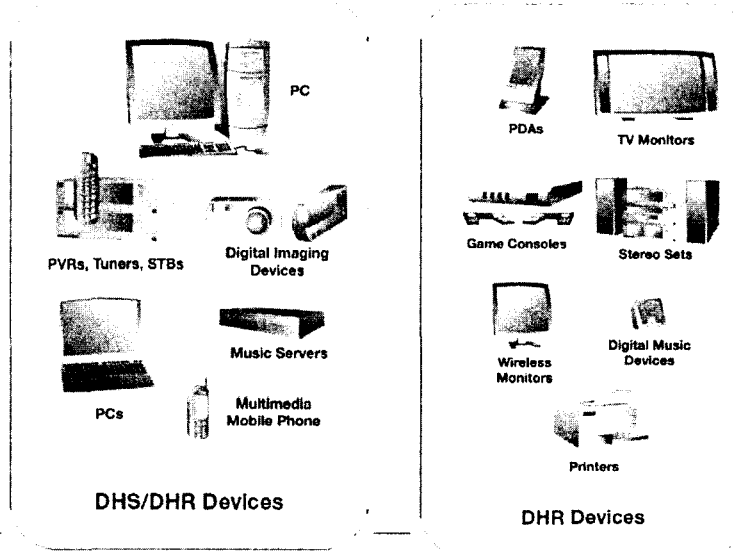 PC
PVRs, Tuners, STBs
Digital Imaging
Devices
Music Servers
PCs
Multimedia
Mobile Phone
DHS/DHR Devices
PDAs
TV Monitors
Game Consoles
Stereo Sets
Wireless
Monitors
Digital Music
Devices
Printers
DHR Devices